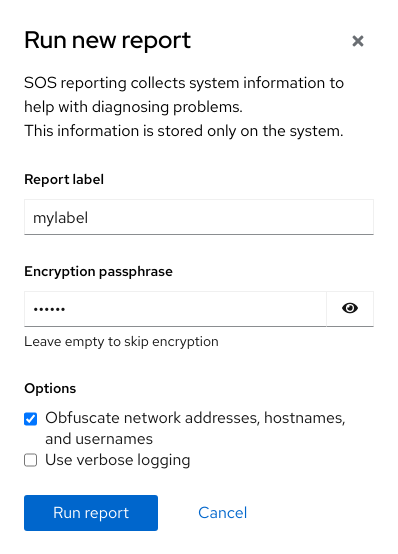 Run new report
SOS reporting collects system information to
help with diagnosing problems.
This information is stored only on the system.
Report label
mylabel
Encryption passphrase
••••••
Leave empty to skip encryption
Options
Obfuscate network addresses, hostnames,
and usernames
Use verbose logging
Run report Cancel